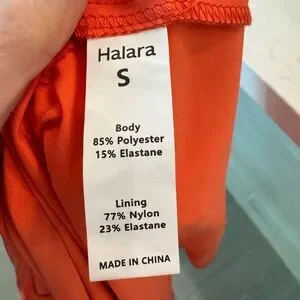 Halara
S
Body
85% Polyester
15% Elastane
Lining
77% Nylon
23% Elastane
MADE IN CHINA